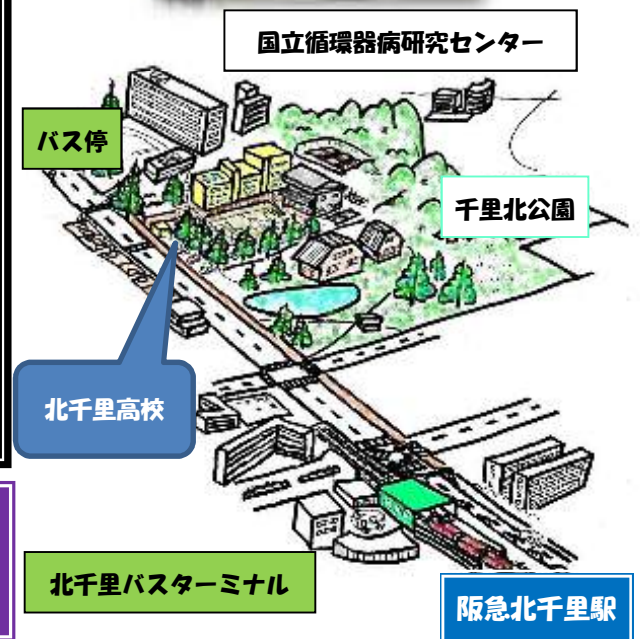 国立循環器病研究センター
バス停
千里北公園
北千里高校
北千里バスターミナル
阪急北千里駅